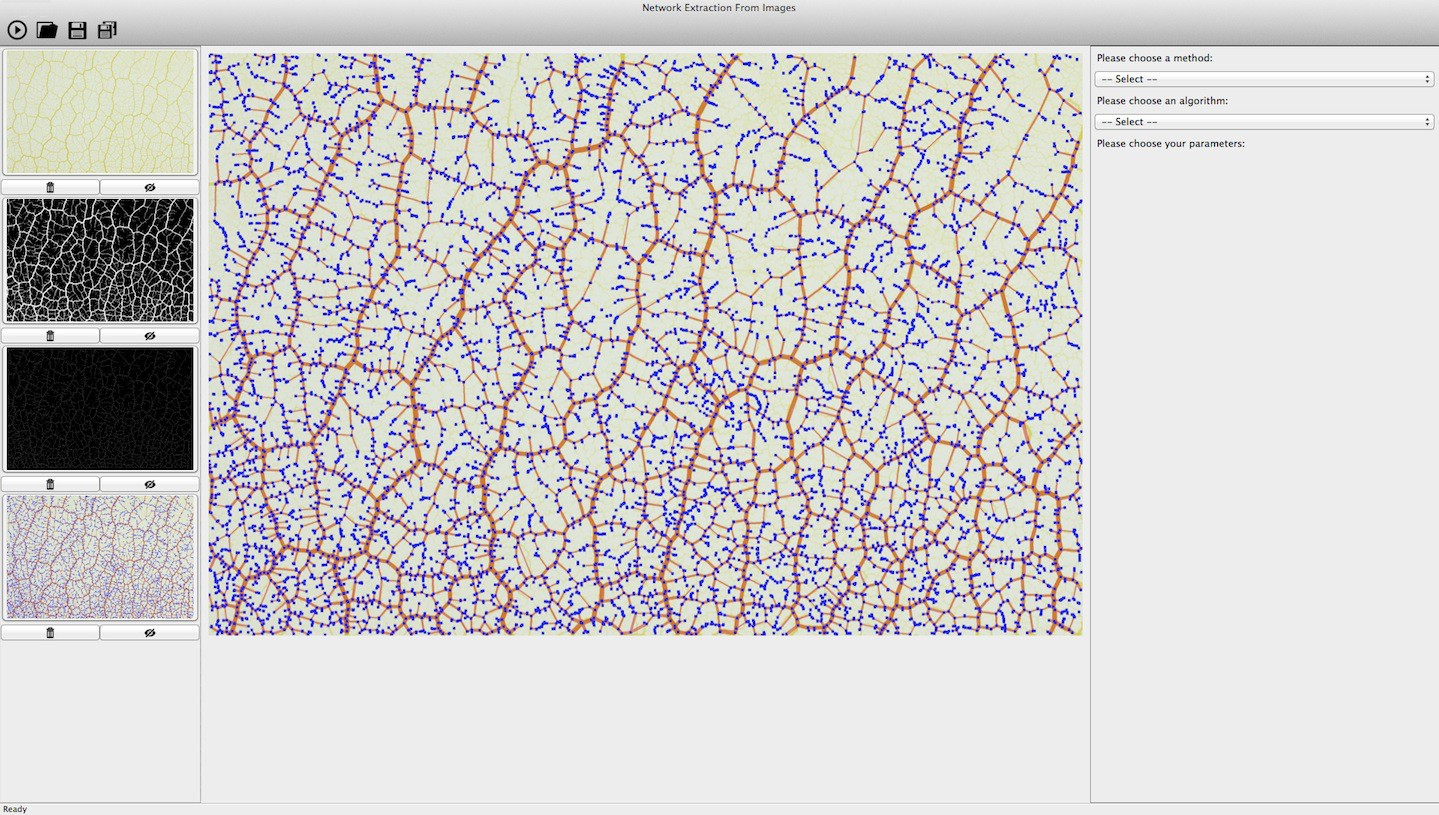 Network Extraction From Images
Please choose a method:
-- Select --
Please choose an algorithm:
-- Select --
Please choose your parameters:
Ready